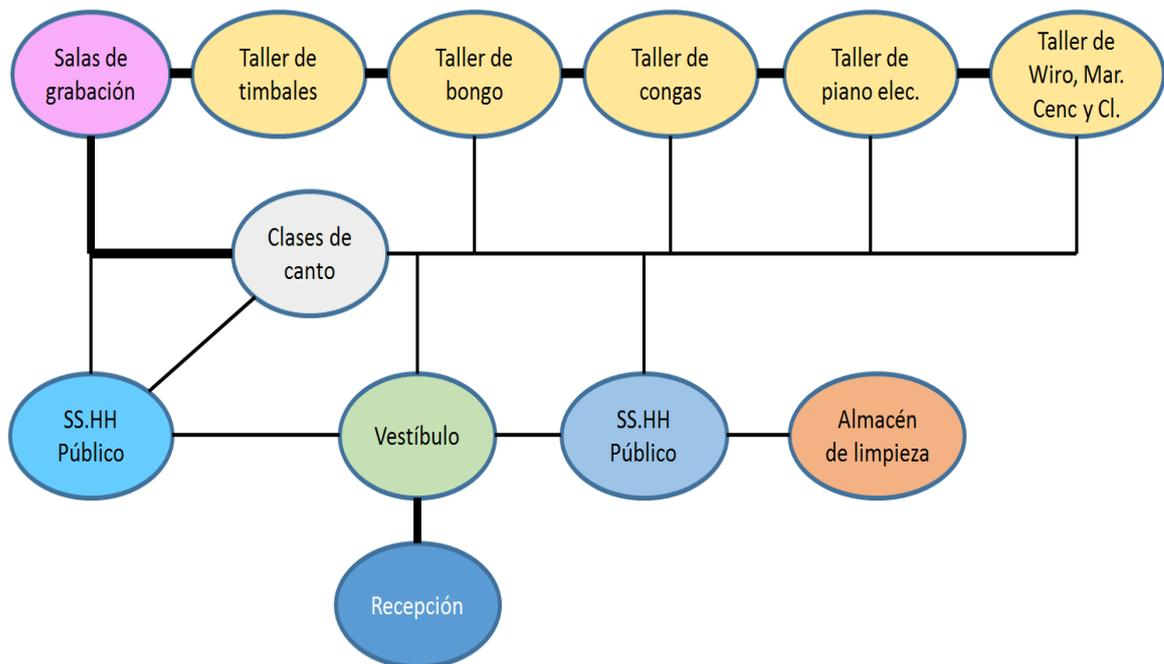 Salas de
grabación
Taller de
timbales
Taller de
bongo
Taller de
congas
Taller de
piano elec.
Taller de
Wiro, Mar.
Cenc y Cl.
Clases de
canto
SS.HH
Público
Vestíbulo
SS.HH
Público
Almacén
de limpieza
Recepción